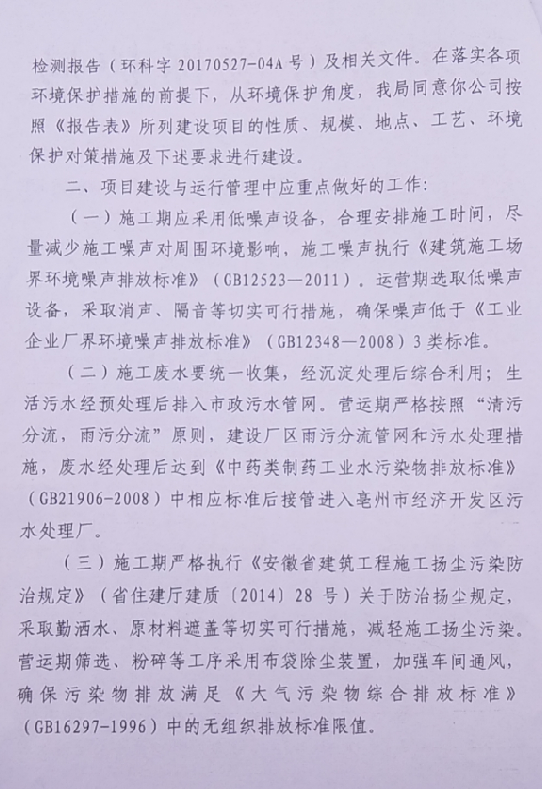 检测报告（环科字 20170527-04A 号）及相关文件。在落实各项
环境保护措施的前提下，从环境保护角度，我局同意你公司按
照《报告表》所列建设项目的性质、规模、地点、工艺、环境
保护对策措施及下述要求进行建设。
二、项目建设与运行管理中应重点做好的工作：
（一）施工期应采用低噪声设备，合理安排施工时间，尽
量减少施工噪声对周围环境影响，施工噪声执行《建筑施工场
界环境噪声排放标准》（GB12523—2011）。运营期选取低噪声
设备，采取消声、隔音等切实可行措施，确保噪声低于《工业
企业厂界环境噪声排放标准》（GB12348—2008）3 类标准。
（二）施工废水要统一收集，经沉淀处理后综合利用；生
活污水经预处理后排入市政污水管网。营运期严格按照“清污
分流，雨污分流”原则，建设厂区雨污分流管网和污水处理措
施，废水经处理后达到《中药类制药工业水污染物排放标准》
（GB21906-2008）中相应标准后接管进入亳州市经济开发区污
水处理厂。
（三）施工期严格执行《安徽省建筑工程施工扬尘污染防
治规定》（省住建厅建质〔2014〕28 号）关于防治扬尘规定，
采取勤洒水、原材料遮盖等切实可行措施，减轻施工扬尘污染。
营运期筛选、粉碎等工序采用布袋除尘装置，加强车间通风，
确保污染物排放满足《大气污染物综合排放标准》
（GB16297-1996）中的无组织排放标准限值。